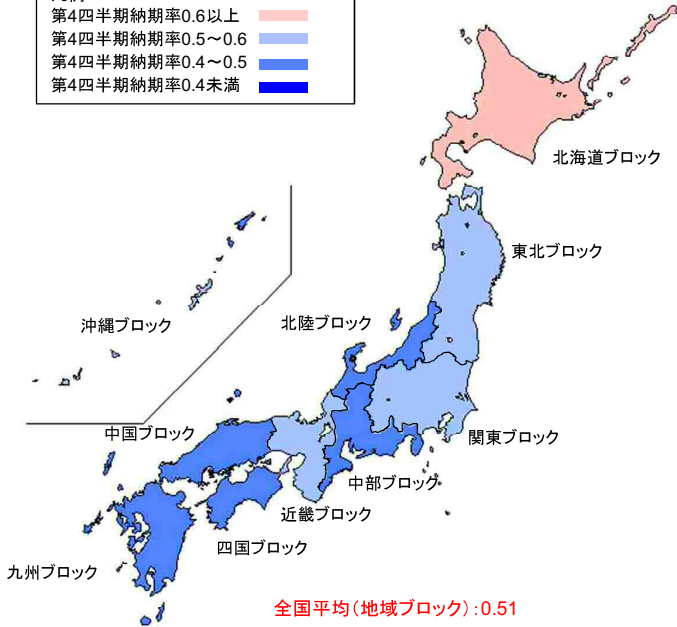 第4四半期納期率0.6以上
第4四半期納期率0.5～0.6
第4四半期納期率0.4～0.5
第4四半期納期率0.4未満
北海道ブロック
東北ブロック
北陸ブロック
沖縄ブロック
中国ブロック
関東ブロック
中部ブロック
近畿ブロック
四国ブロック
九州ブロック
全国平均（地域ブロック）：0.51